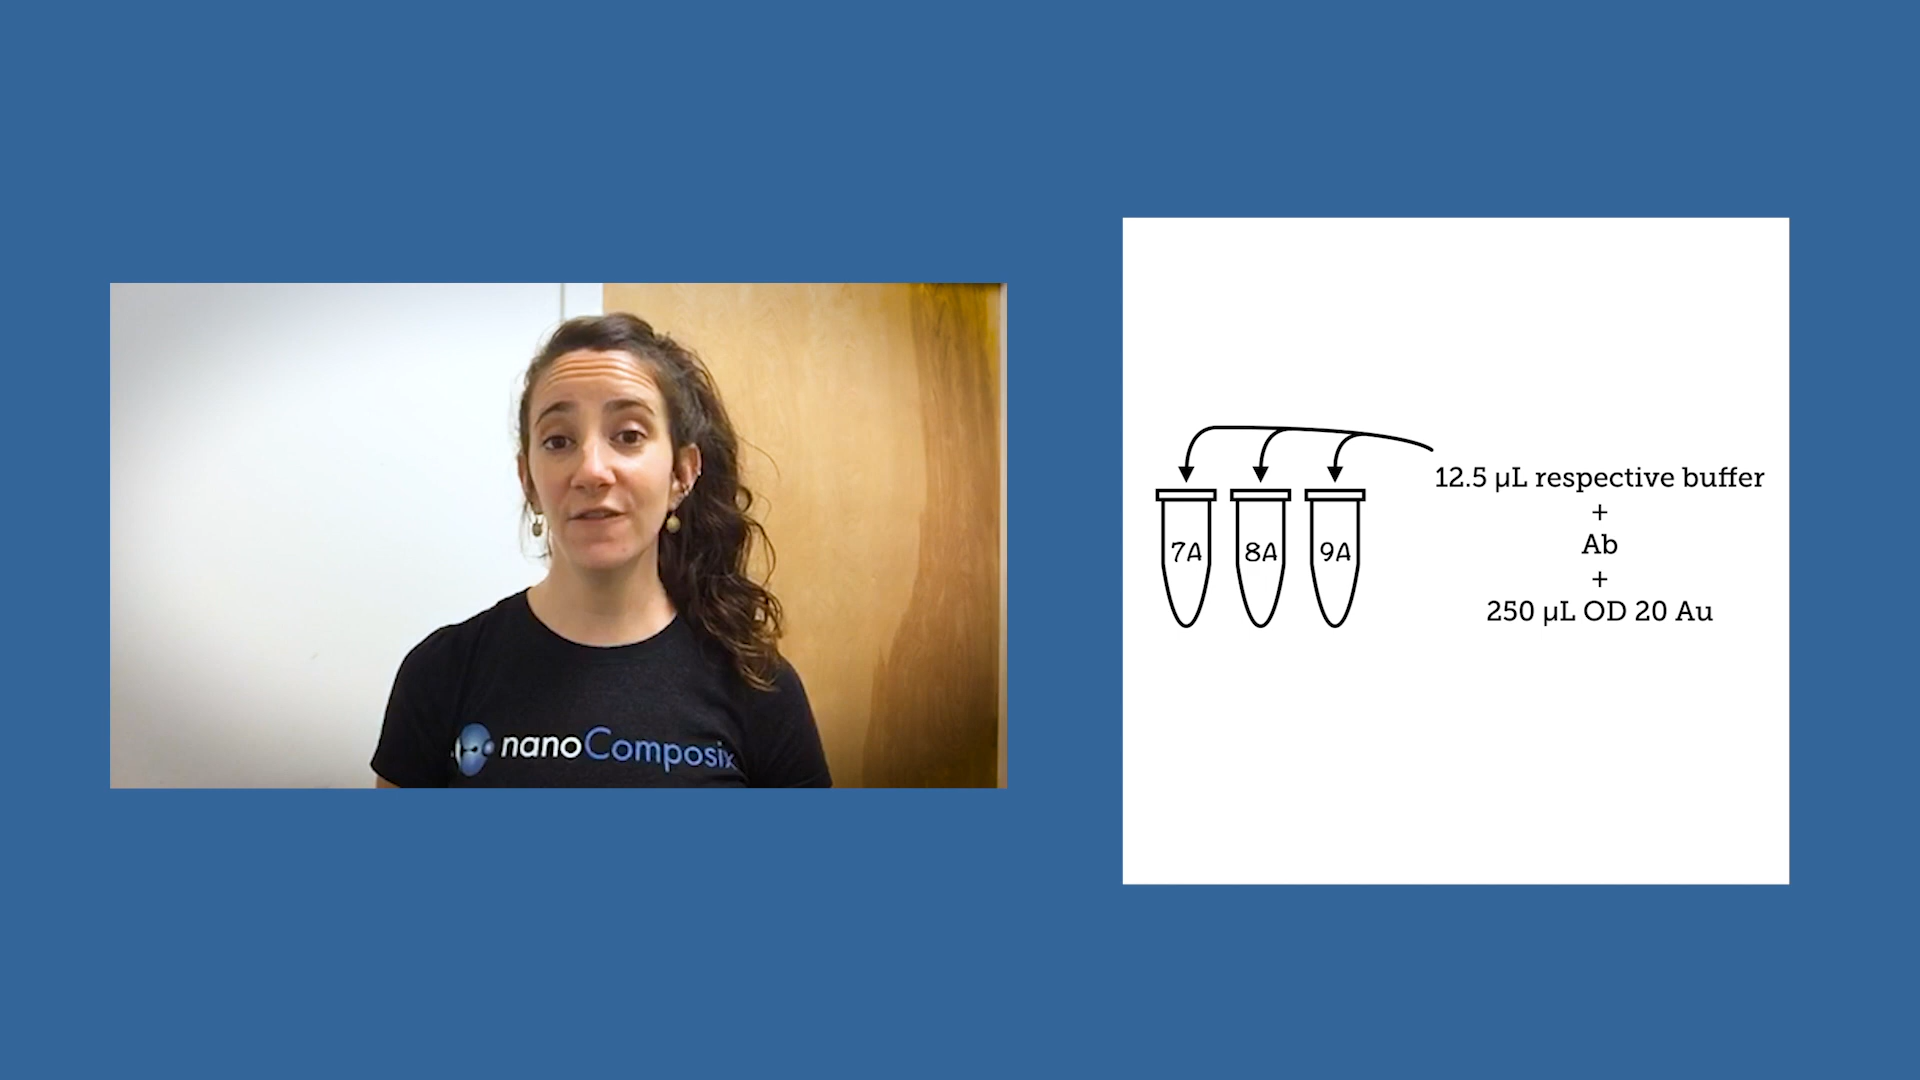 nanoComposix
7A
8A
9A
12.5 µL respective buffer
+
Ab
+
250 µL OD 20 Au